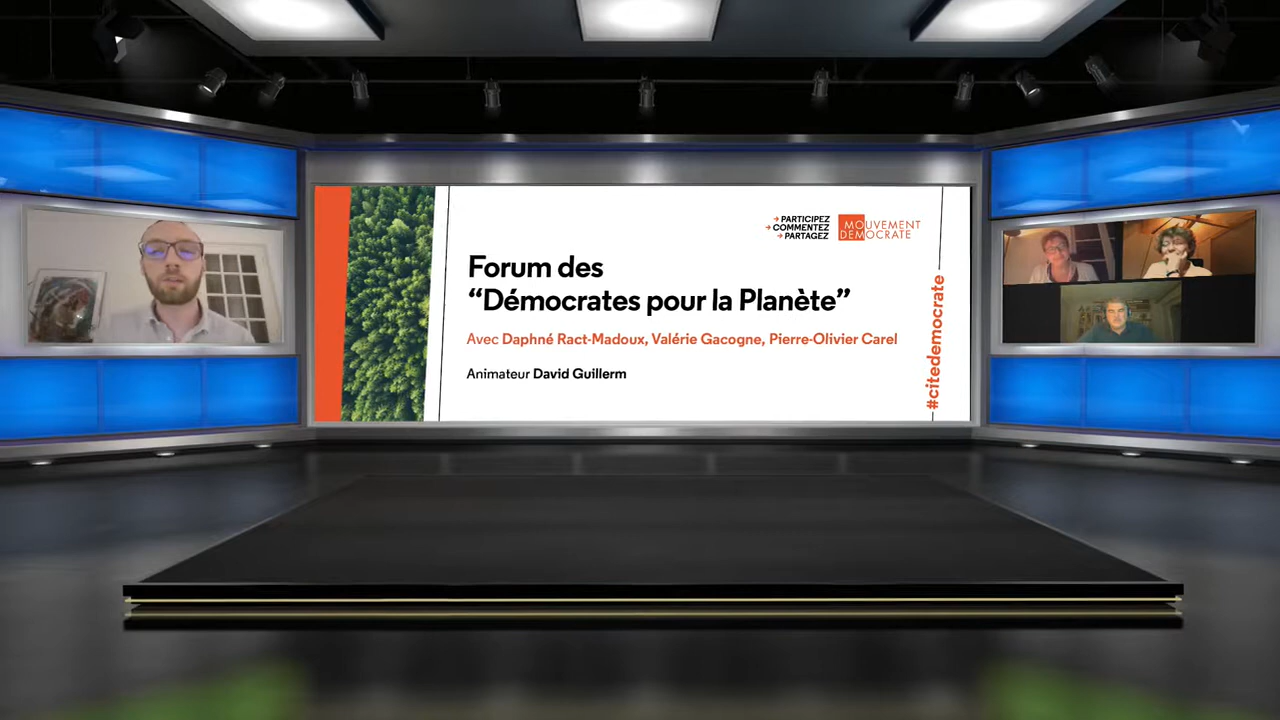 →PARTICIPEZ
→COMMENTEZ
→PARTAGEZ
MOUVEMENT
DEMOCRATE
Forum des
“Démocrates pour la Planète”
Avec Daphné Ract-Madoux, Valérie Gacogne, Pierre-Olivier Carel
Animateur David Guillerm
#citedemocrate